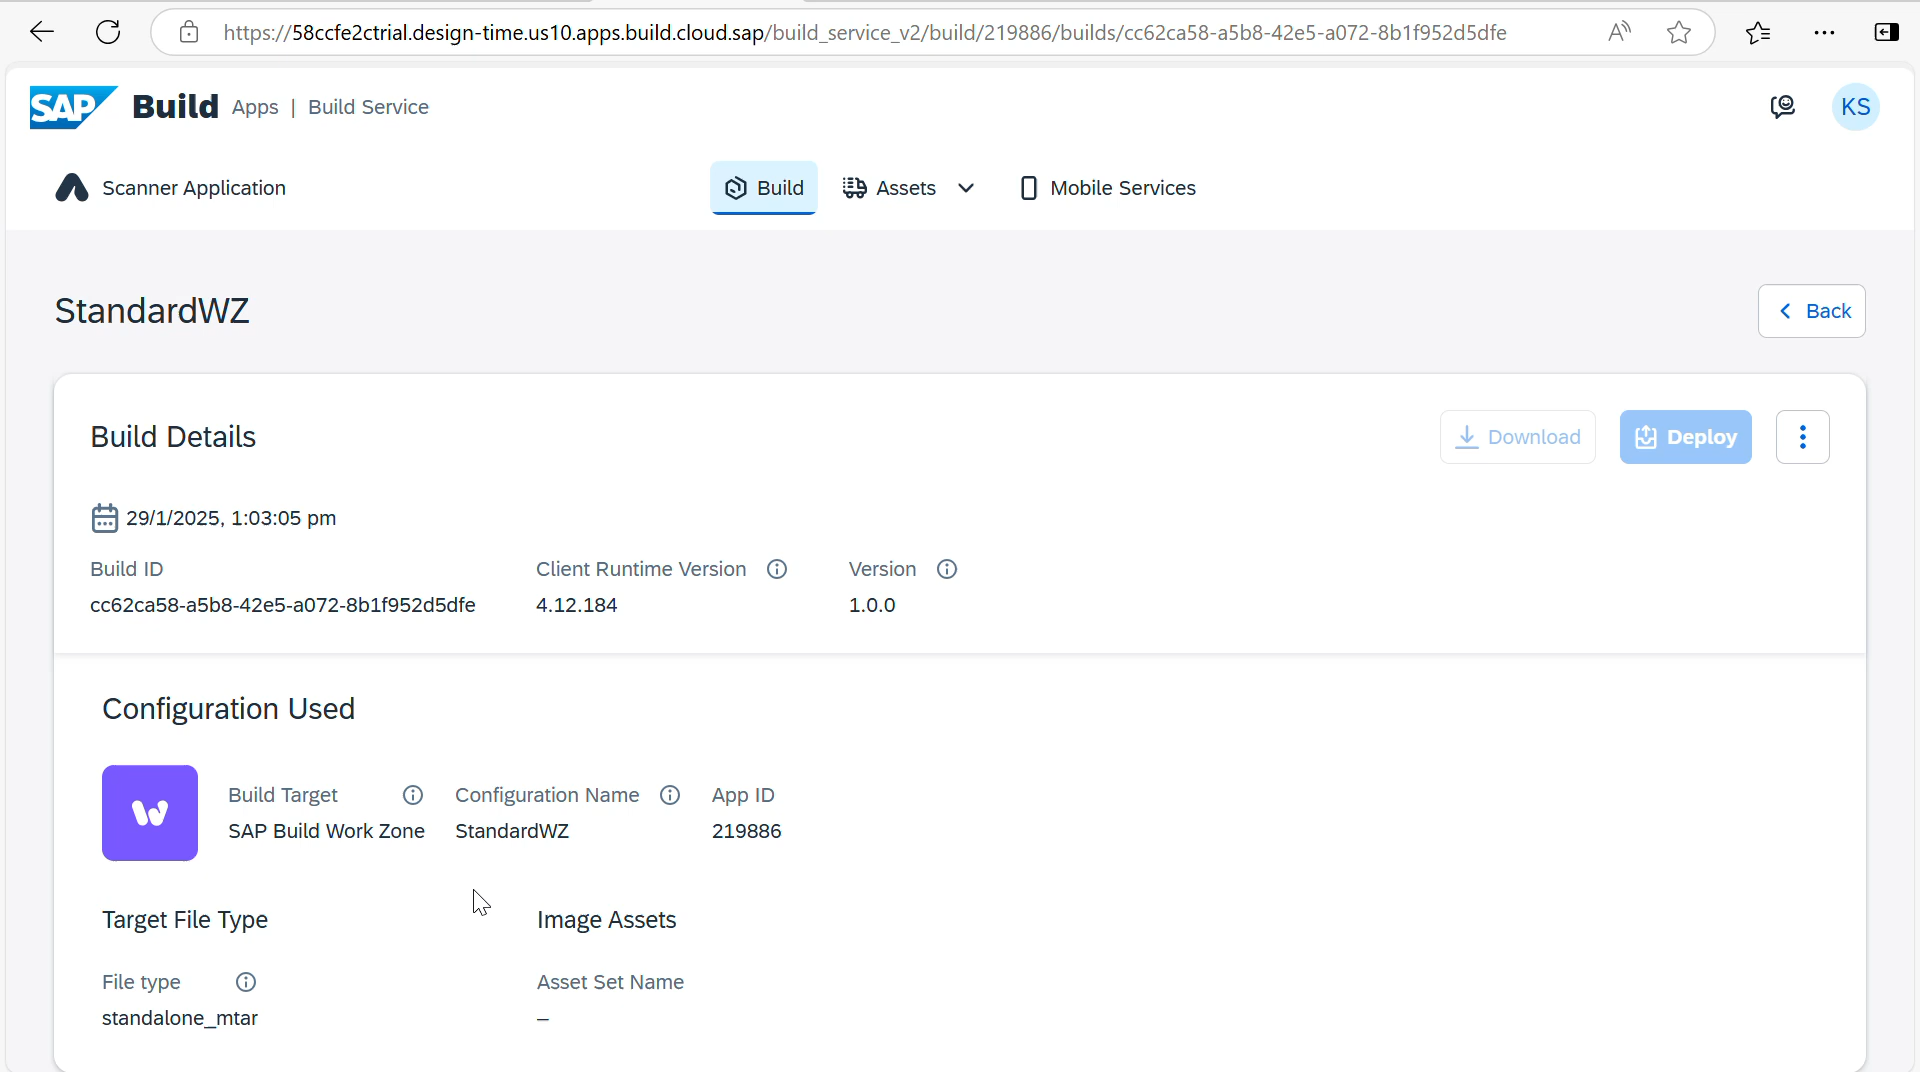 https://58ccfe2ctrial.design-time.us10.apps.build.cloud.sap/build_service_v2/build/219886/builds/cc62ca58-a5b8-42e5-a072-8b1f952d5dfe
SAP Build Apps | Build Service
KS
Scanner Application
Build
Assets
Mobile Services
StandardWZ
Back
Build Details
Download
Deploy
29/1/2025, 1:03:05 pm
Build ID
Client Runtime Version
Version
cc62ca58-a5b8-42e5-a072-8b1f952d5dfe
4.12.184
1.0.0
Configuration Used
Build Target
Configuration Name
App ID
SAP Build Work Zone
StandardWZ
219886
Target File Type
Image Assets
File type
Asset Set Name
standalone_mtar
–